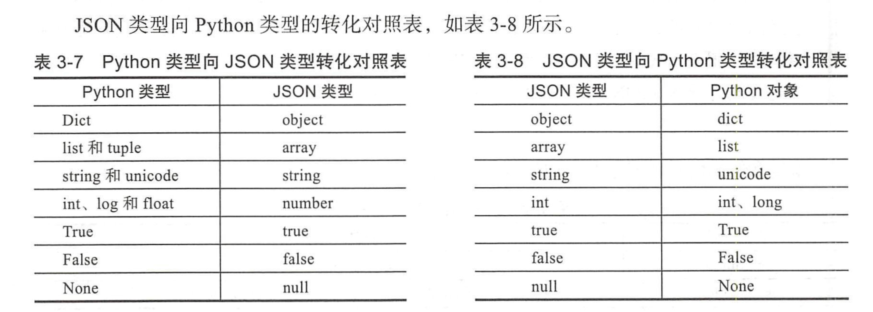 JSON 类型向 Python 类型的转化对照表，如表 3-8 所示。
表 3-7 Python 类型向 JSON 类型转化对照表
Python 类型 JSON 类型
Dict object
list 和 tuple array
string 和 unicode string
int、log 和 float number
True true
False false
None null
表 3-8 JSON 类型向 Python 类型转化对照表
JSON 类型 Python 对象
object dict
array list
string unicode
int int、long
true True
false False
null None